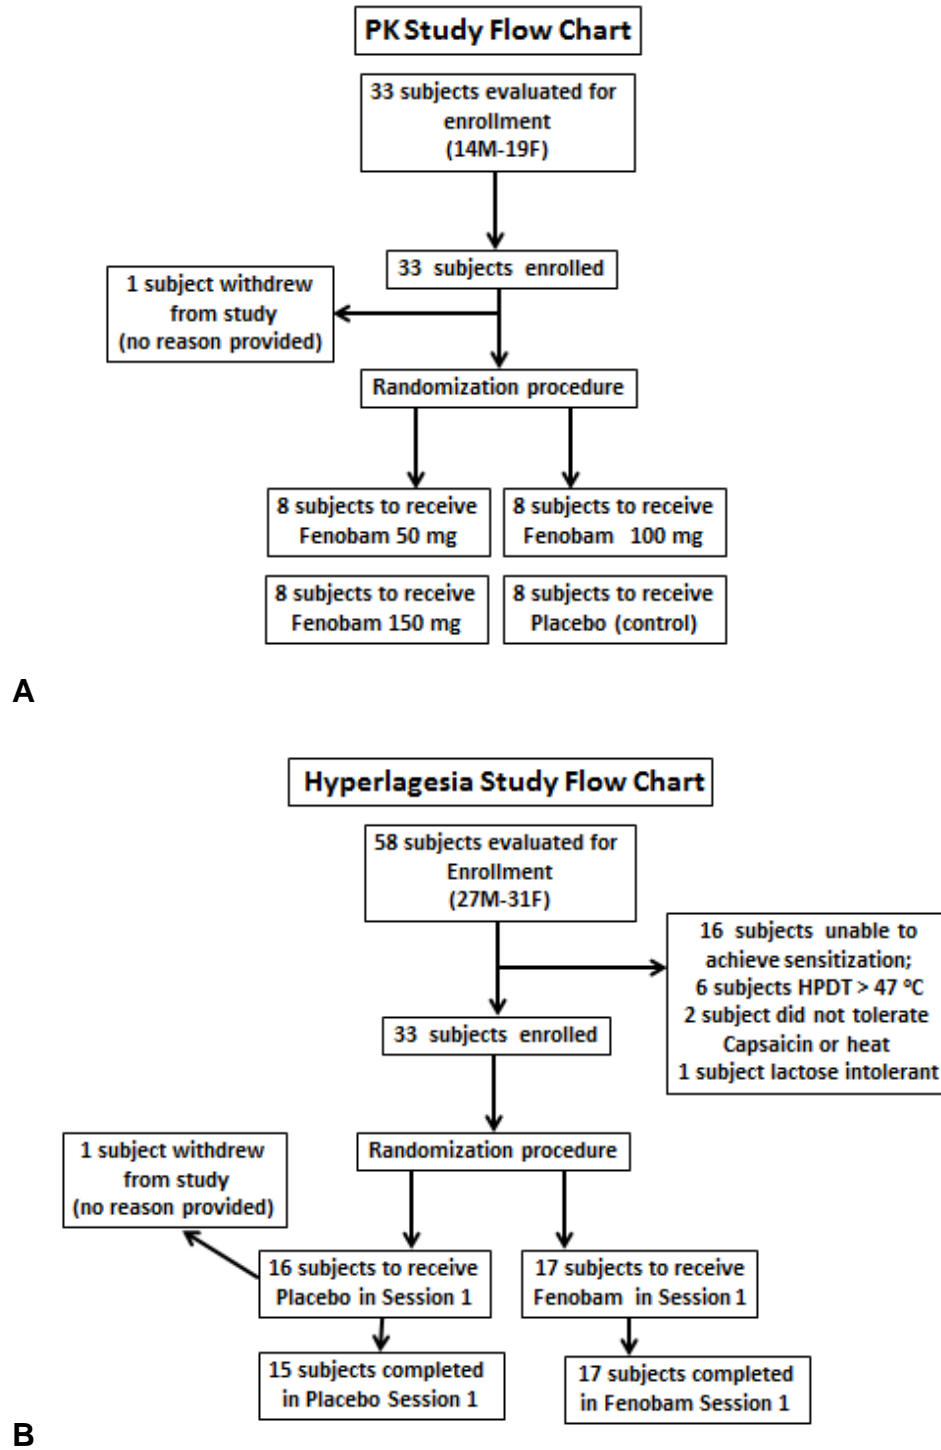 PK Study Flow Chart
33 subjects evaluated for
enrollment
(14M-19F)
33 subjects enrolled
1 subject withdrew
from study
(no reason provided)
Randomization procedure
8 subjects to receive
Fenobam 50 mg
8 subjects to receive
Fenobam 100 mg
8 subjects to receive
Fenobam 150 mg
8 subjects to receive
Placebo (control)
A
Hyperlagesia Study Flow Chart
58 subjects evaluated for
Enrollment
(27M-31F)
16 subjects unable to
achieve sensitization;
6 subjects HPDT > 47 °C
2 subject did not tolerate
Capsaicin or heat
1 subject lactose intolerant
33 subjects enrolled
Randomization procedure
1 subject withdrew
from study
(no reason provided)
16 subjects to receive
Placebo in Session 1
17 subjects to receive
Fenobam in Session 1
15 subjects completed
in Placebo Session 1
17 subjects completed
in Fenobam Session 1
B